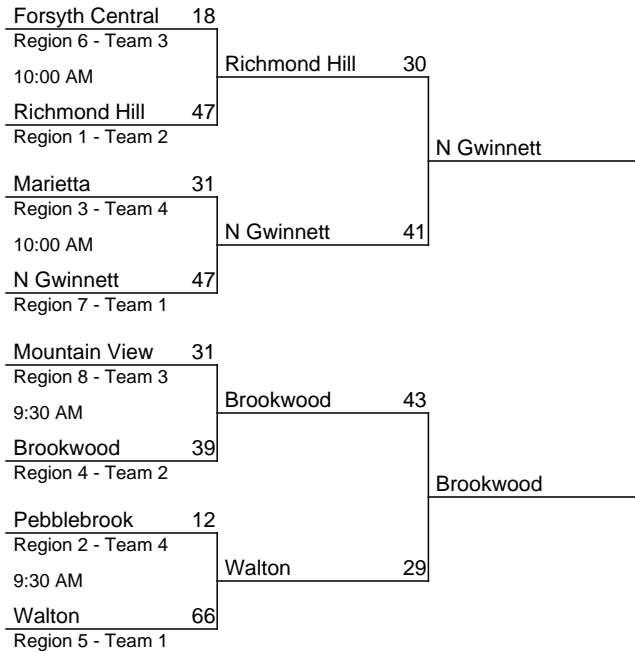 Forsyth Central 18
Region 6 - Team 3
10:00 AM
Richmond Hill 47
Region 1 - Team 2
Richmond Hill 30
Marietta 31
Region 3 - Team 4
10:00 AM
N Gwinnett 47
Region 7 - Team 1
N Gwinnett 41
N Gwinnett
Mountain View 31
Region 8 - Team 3
9:30 AM
Brookwood 39
Region 4 - Team 2
Brookwood 43
Pebblebrook 12
Region 2 - Team 4
9:30 AM
Walton 66
Region 5 - Team 1
Walton 29
Brookwood